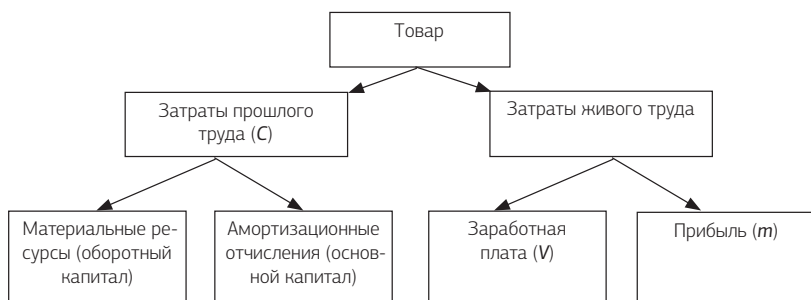 Товар
Затраты прошлого
труда (С)
Затраты живого труда
Материальные ре-
сурсы (оборотный
капитал)
Амортизационные
отчисления (основ-
ной капитал)
Заработная
плата (V)
Прибыль (m)